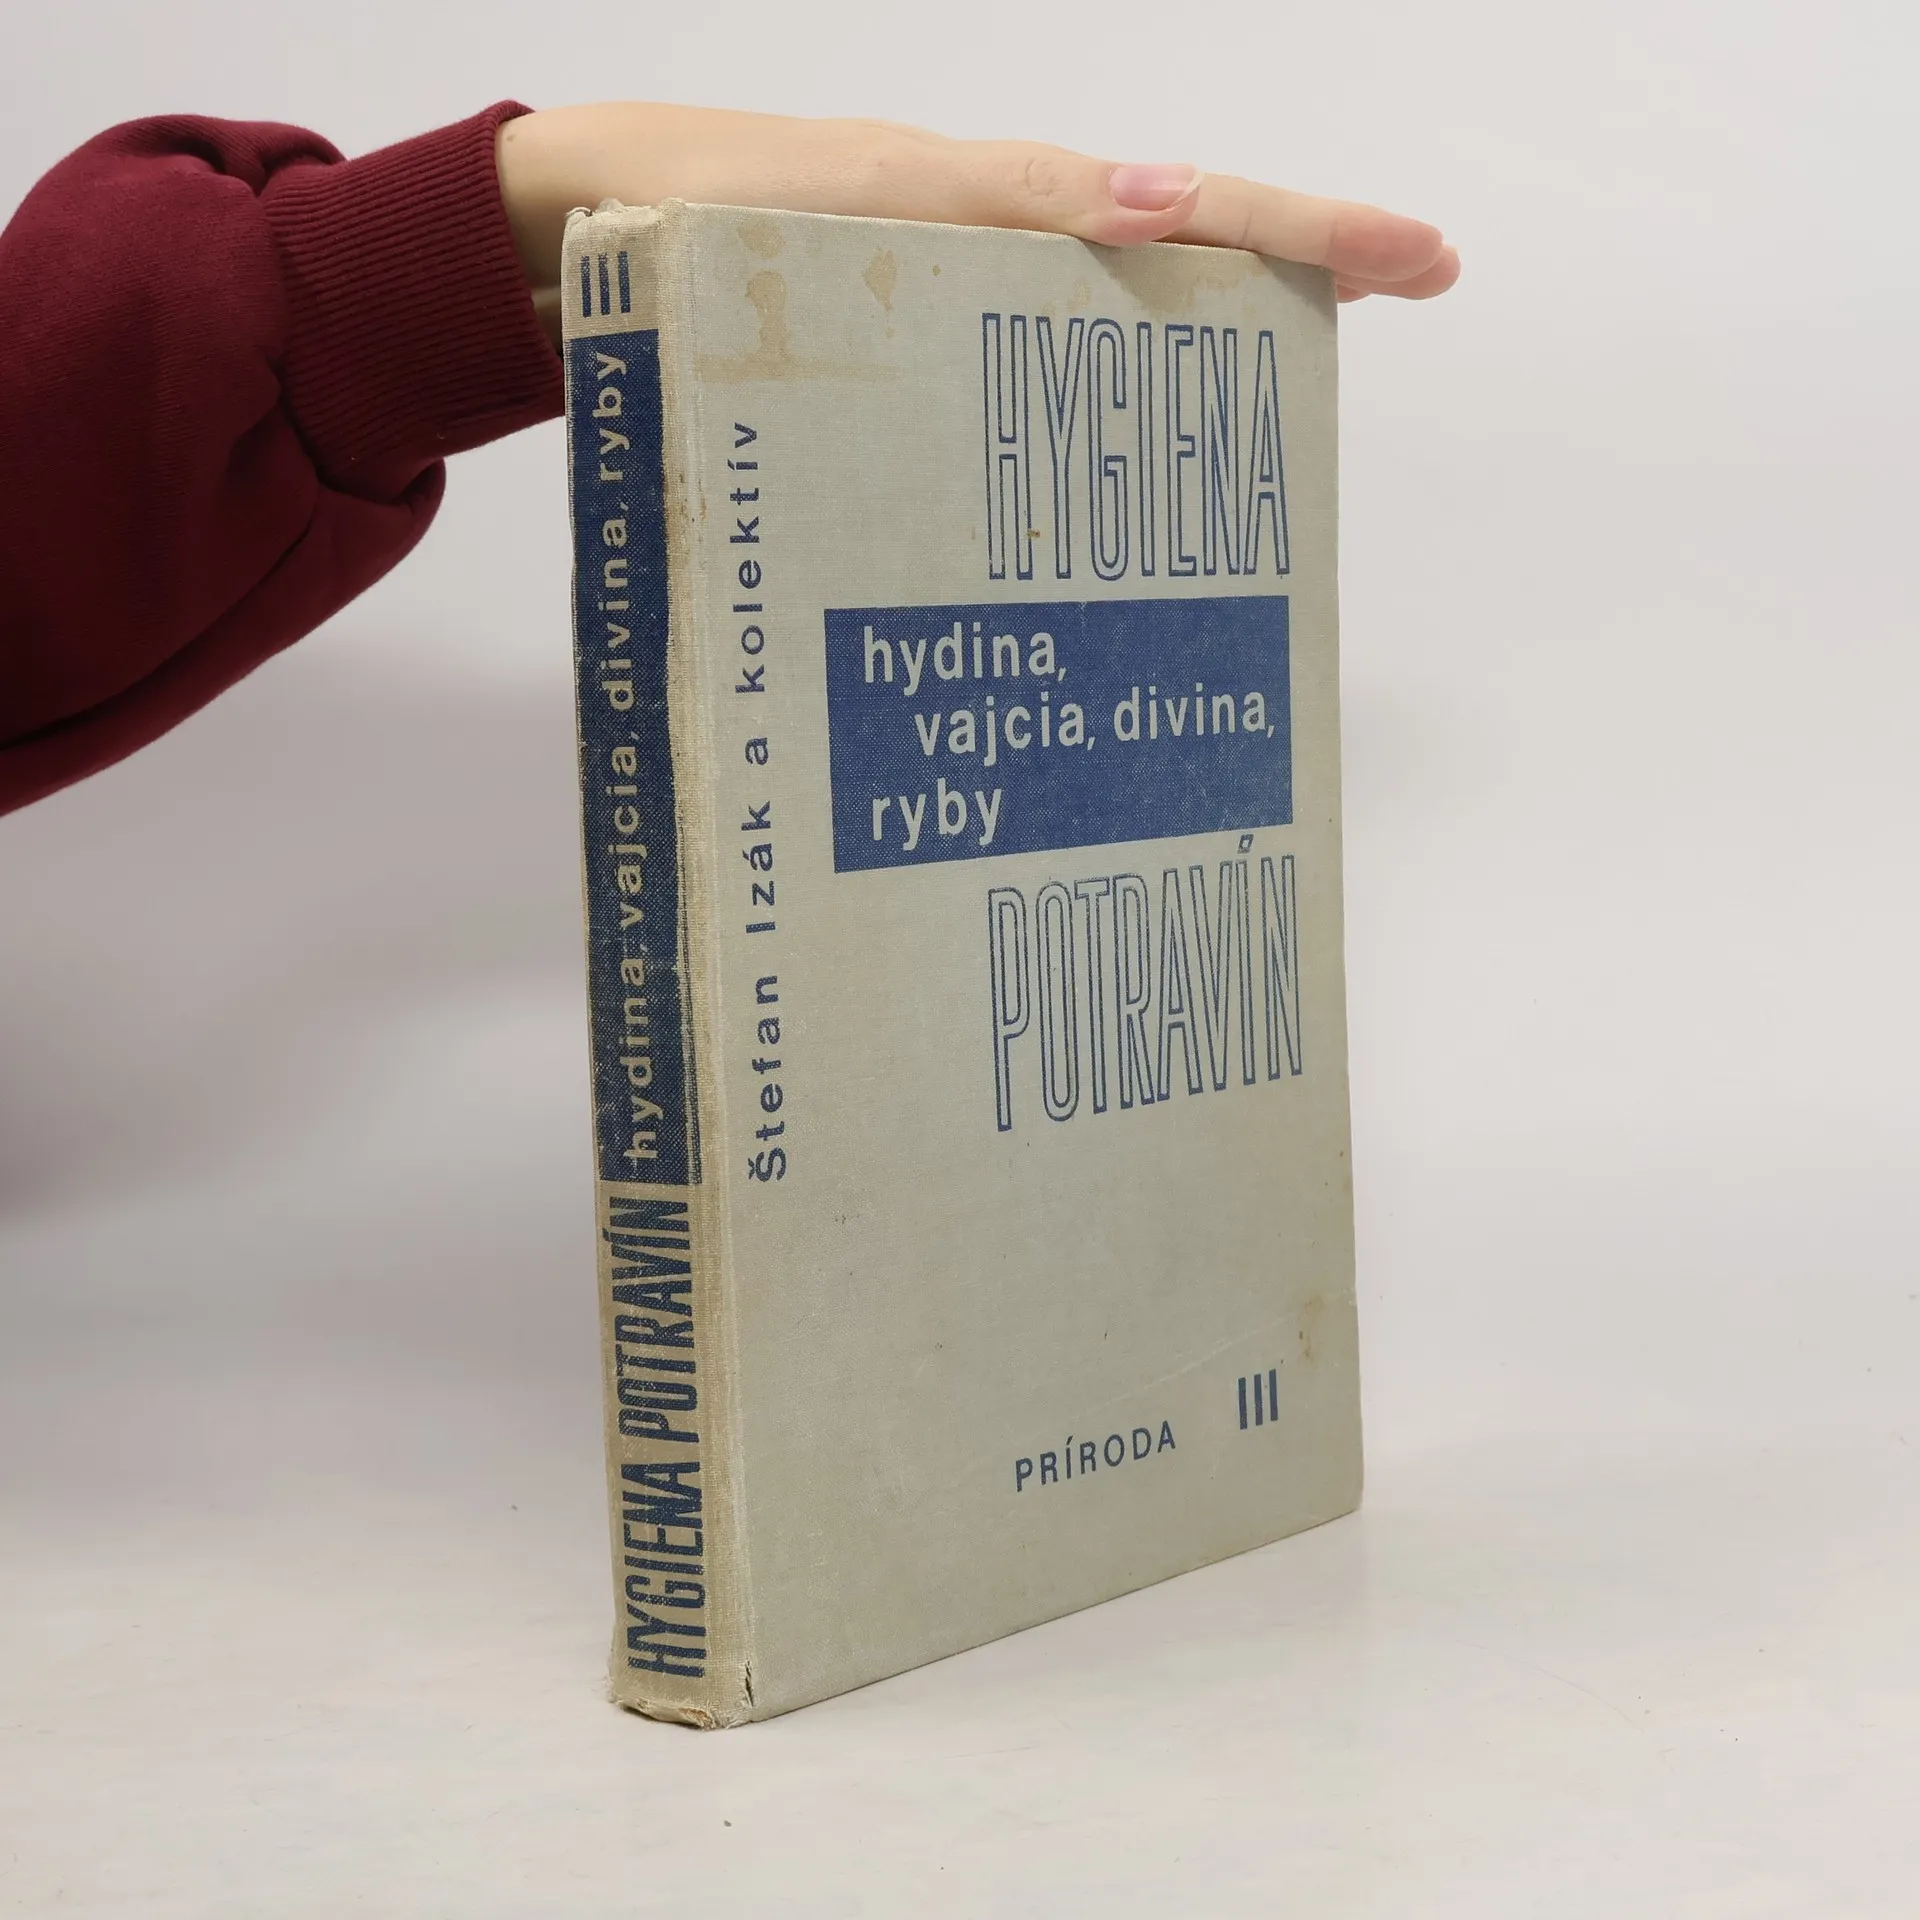 III
hydina, vajcia, divina, ryby
HYGIENA POTRAVÍN
Štefan Izák a kolektív
HYGIENA
hydina,
vajcia, divina,
ryby
POTRAVÍN
PRÍRODA III